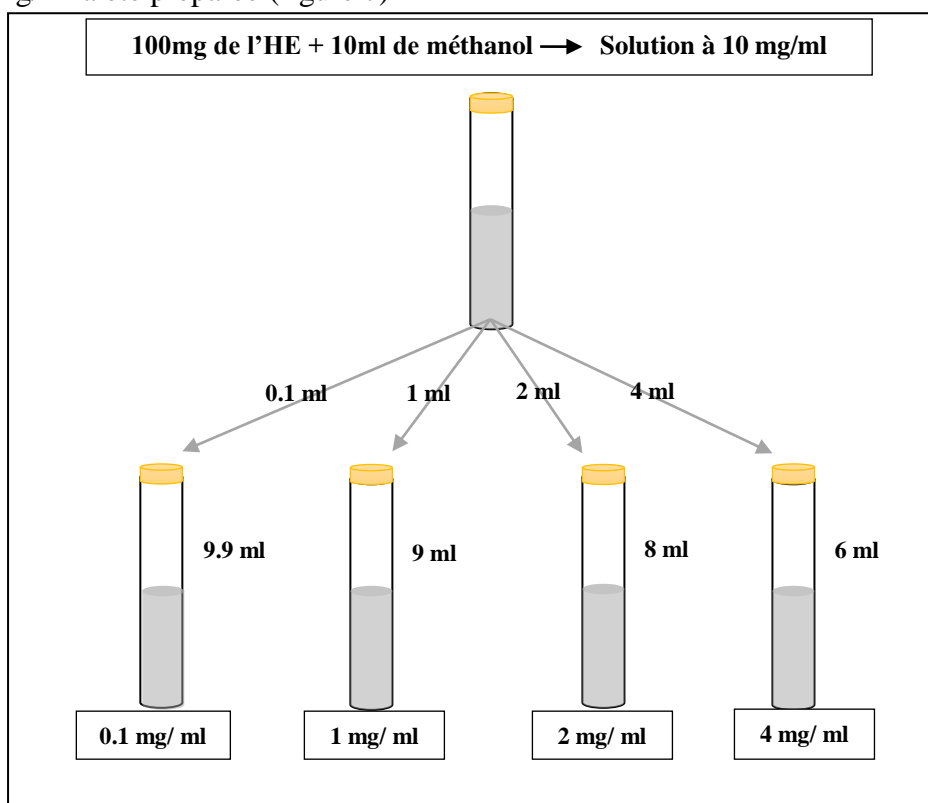 100mg de l'HE + 10ml de méthanol → Solution à 10 mg/ml
0.1 ml 1 ml 2 ml 4 ml
9.9 ml 9 ml 8 ml 6 ml
0.1 mg/ ml 1 mg/ ml 2 mg/ ml 4 mg/ ml